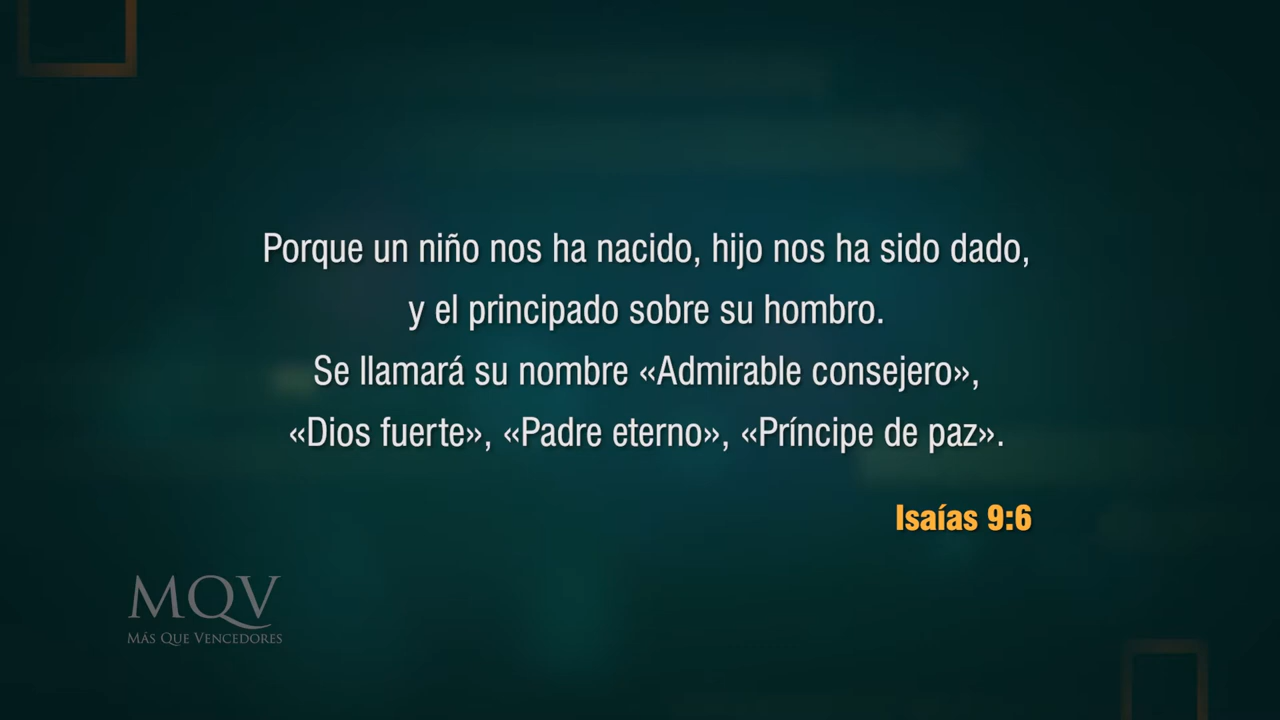 Porque un niño nos ha nacido, hijo nos ha sido dado,
y el principado sobre su hombro.
Se llamará su nombre «Admirable consejero»,
«Dios fuerte», «Padre eterno», «Príncipe de paz».
Isaías 9:6
MQV
MÁS QUE VENCEDORES